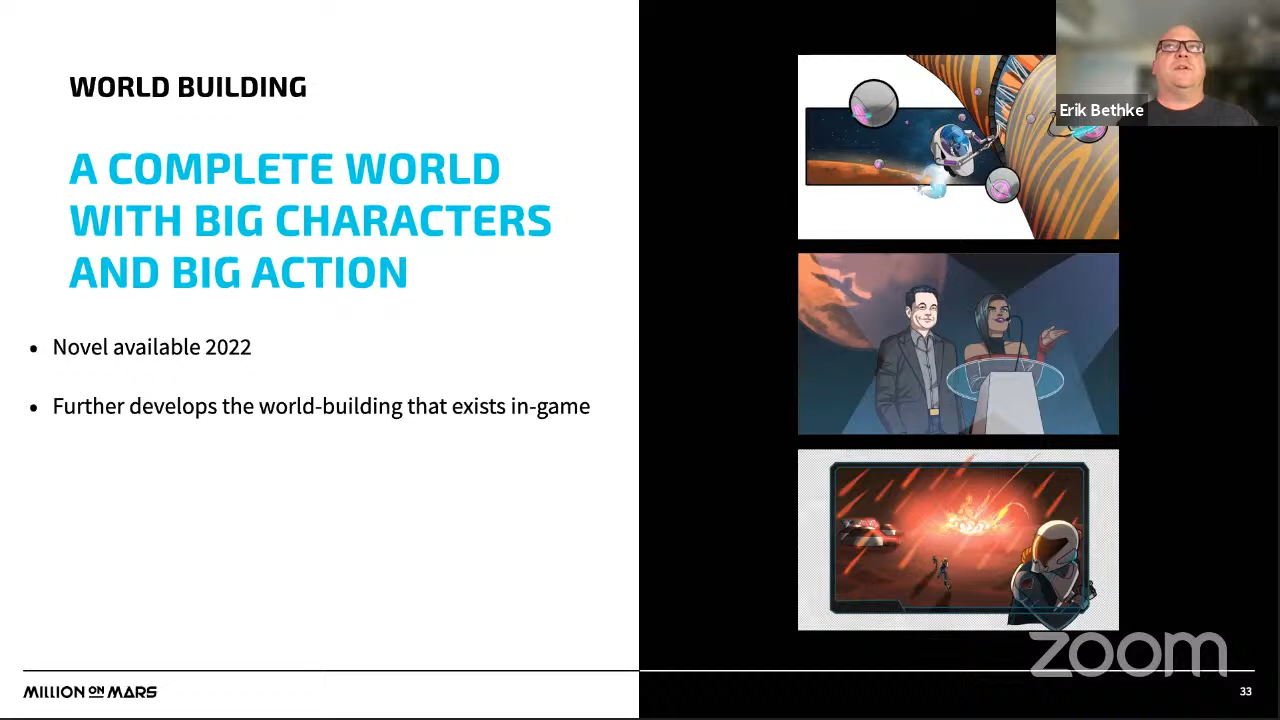 WORLD BUILDING
A COMPLETE WORLD
WITH BIG CHARACTERS
AND BIG ACTION
• Novel available 2022
• Further develops the world-building that exists in-game
Erik Bethke
zoom
MILLION ON MARS
33